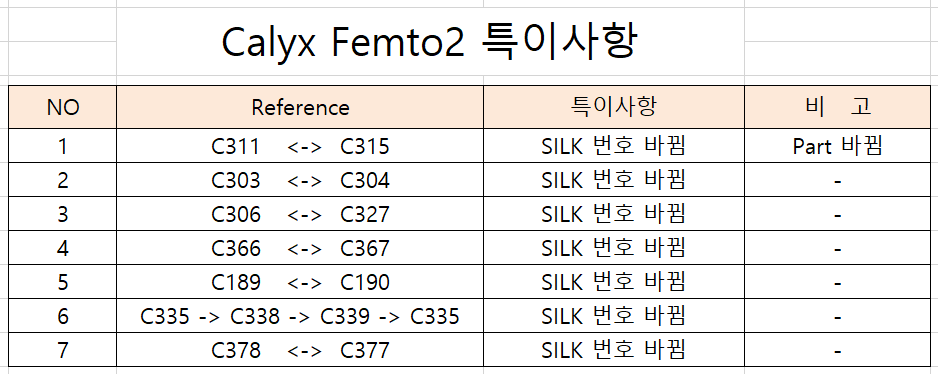 Calyx Femto2 특이사항
NO Reference 특이사항 비 고
1 C311 <-> C315 SILK 번호 바뀜 Part 바뀜
2 C303 <-> C304 SILK 번호 바뀜 -
3 C306 <-> C327 SILK 번호 바뀜 -
4 C366 <-> C367 SILK 번호 바뀜 -
5 C189 <-> C190 SILK 번호 바뀜 -
6 C335 -> C338 -> C339 -> C335 SILK 번호 바뀜 -
7 C378 <-> C377 SILK 번호 바뀜 -